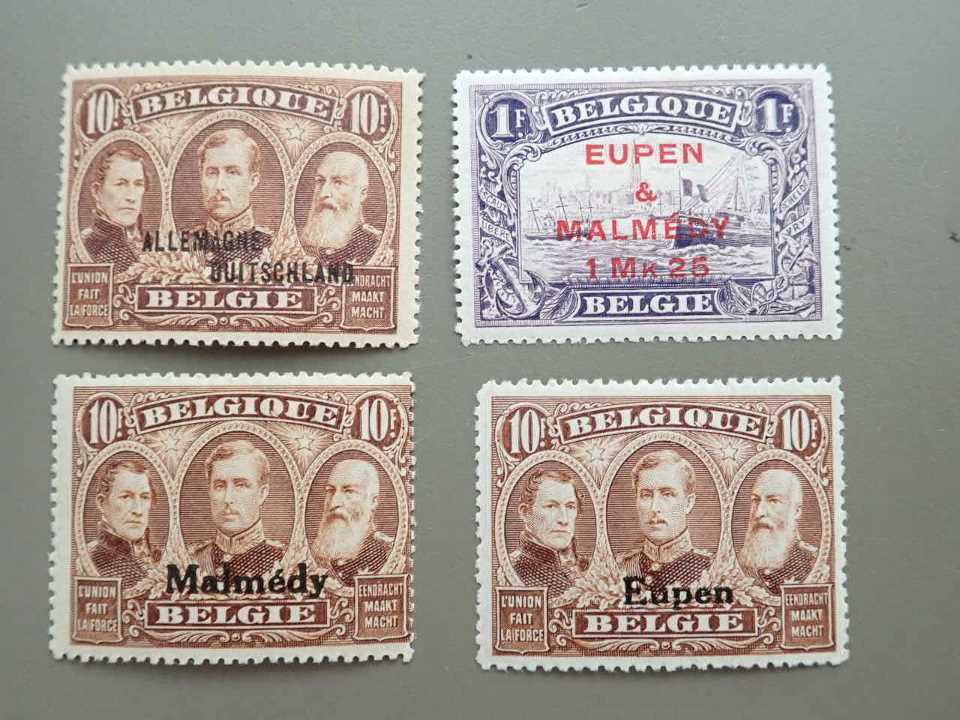 10F. BELGIQUE 10F.
ALLEMAGNE
DUITSCHLAND
L'UNION
FAIT
LA FORCE
BELGIE
EENDRACHT
MAAKT
MACHT
1F BELGIQUE 1F
EUPEN
&
MALMÉDY
1 Mk 25
BELGIE
10F. BELGIQUE 10F.
Malmédy
L'UNION
FAIT
LA FORCE
BELGIE
EENDRACHT
MAAKT
MACHT
10F. BELGIQUE 10F.
Eupen
L'UNION
FAIT
LA FORCE
BELGIE
EENDRACHT
MAAKT
MACHT